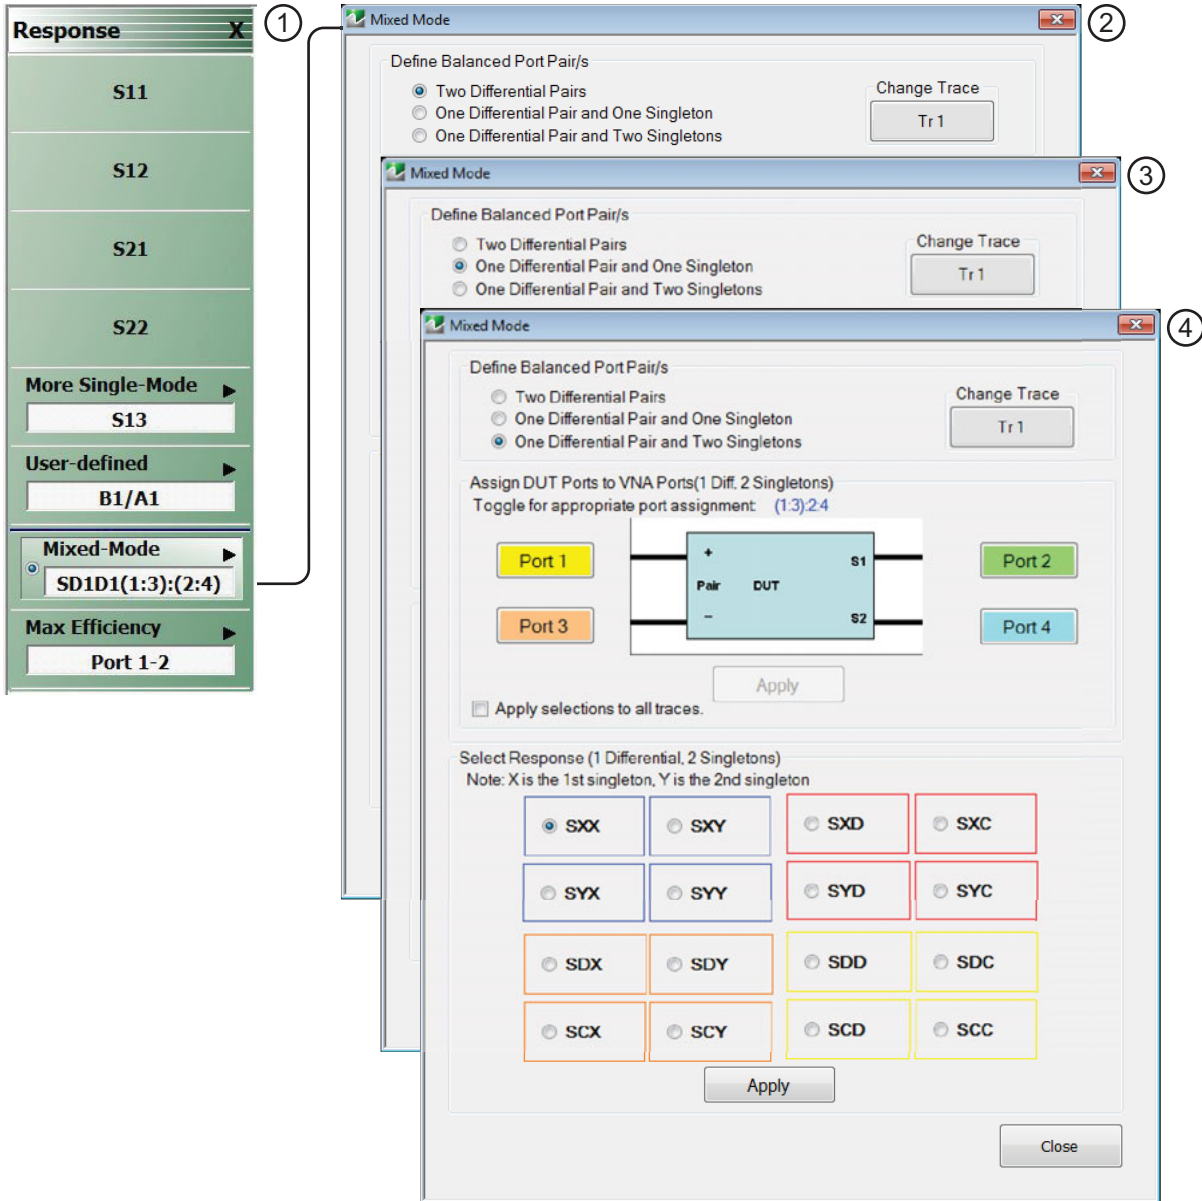 Response X
1
S11
S12
S21
S22
More Single-Mode
S13
User-defined
B1/A1
Mixed-Mode
SD1D1(1:3):(2:4)
Max Efficiency
Port 1-2
Mixed Mode
2
Define Balanced Port Pair/s
Two Differential Pairs
One Differential Pair and One Singleton
One Differential Pair and Two Singletons
Change Trace
Tr 1
Mixed Mode
3
Define Balanced Port Pair/s
Two Differential Pairs
One Differential Pair and One Singleton
One Differential Pair and Two Singletons
Change Trace
Tr 1
Mixed Mode
4
Define Balanced Port Pair/s
Two Differential Pairs
One Differential Pair and One Singleton
One Differential Pair and Two Singletons
Change Trace
Tr 1
Assign DUT Ports to VNA Ports(1 Diff, 2 Singletons)
Toggle for appropriate port assignment: (1:3):2:4
Port 1
Port 3
+
Pair DUT
−
S1
S2
Port 2
Port 4
Apply
Apply selections to all traces.
Select Response (1 Differential, 2 Singletons)
Note: X is the 1st singleton, Y is the 2nd singleton
SXX SXY SXD SXC
SYX SYY SYD SYC
SDX SDY SDD SDC
SCX SCY SCD SCC
Apply
Close